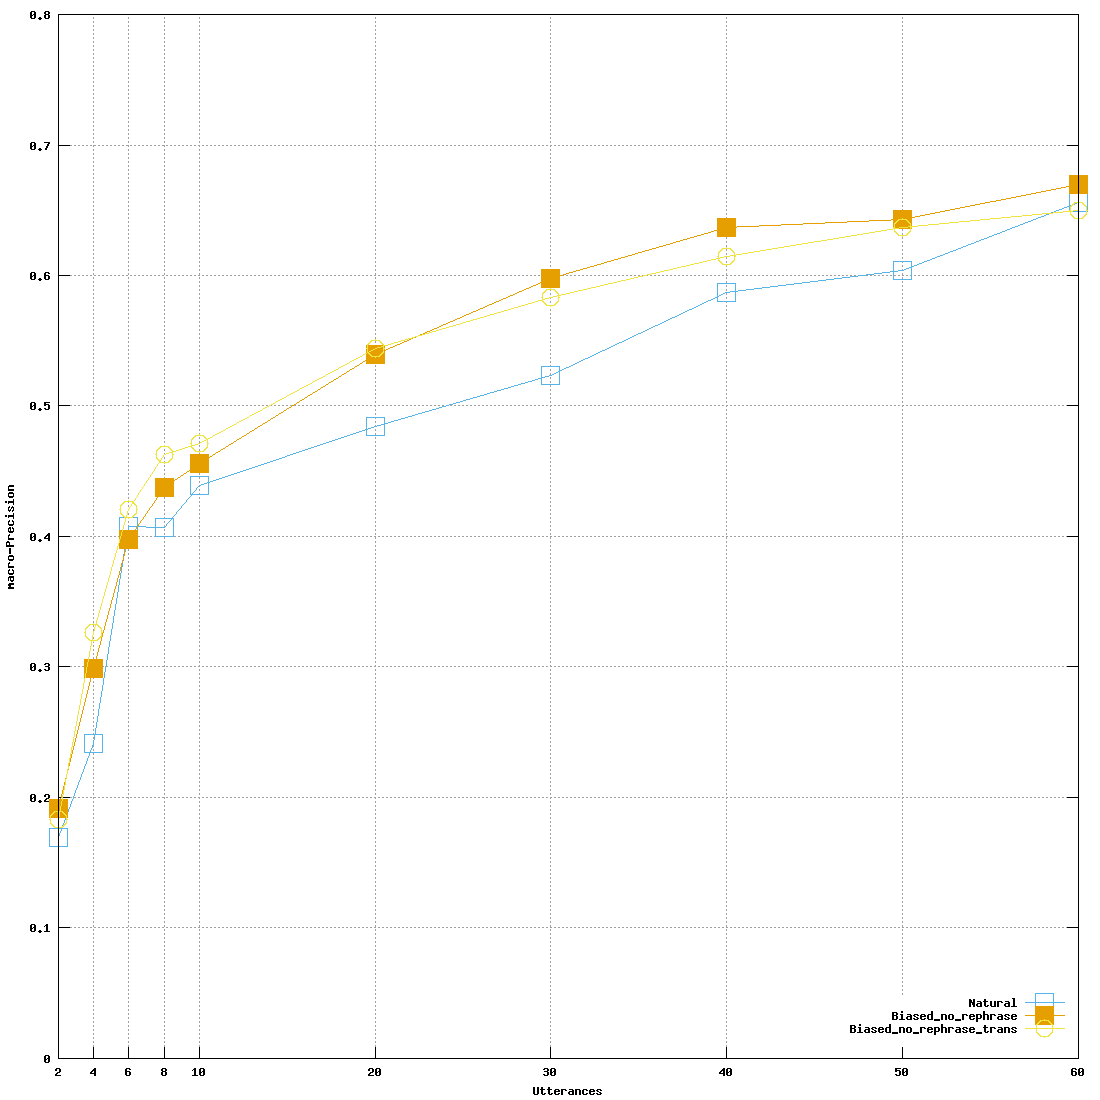 0.8
0.7
0.6
0.5
0.4
0.3
0.2
0.1
0
macro-Precision
Natural
Biased_no_rephrase
Biased_no_rephrase_trans
2 4 6 8 10 20 30 40 50 60
Utterances